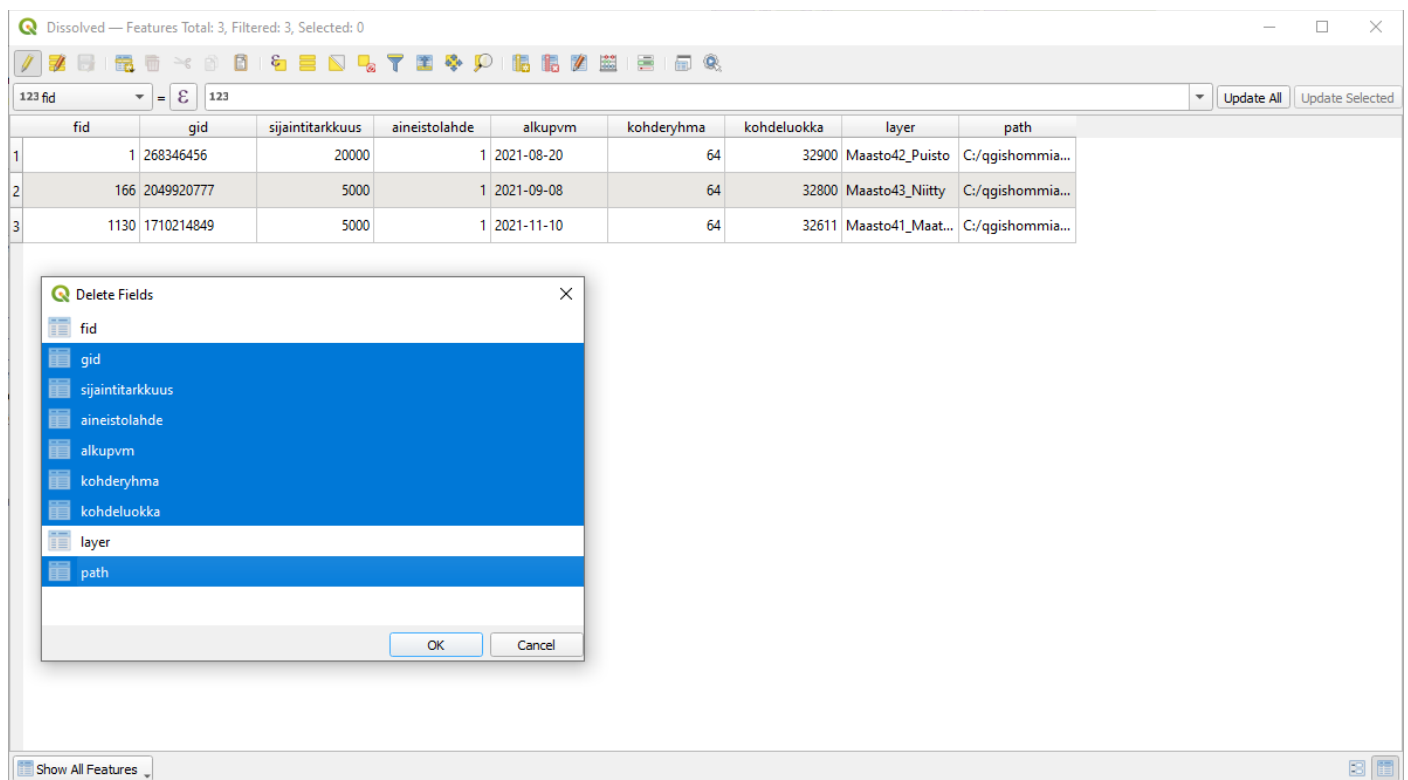 Dissolved — Features Total: 3, Filtered: 3, Selected: 0
123 fid = ε 123 Update All Update Selected
fid gid sijaintitarkkuus aineistolahde alkupvm kohderyhma kohdeluokka layer path
1 1 268346456 20000 1 2021-08-20 64 32900 Maasto42_Puisto C:/qgishommia...
2 166 2049920777 5000 1 2021-09-08 64 32800 Maasto43_Niitty C:/qgishommia...
3 1130 1710214849 5000 1 2021-11-10 64 32611 Maasto41_Maat... C:/qgishommia...
Delete Fields
fid
gid
sijaintitarkkuus
aineistolahde
alkupvm
kohderyhma
kohdeluokka
layer
path
OK Cancel
Show All Features